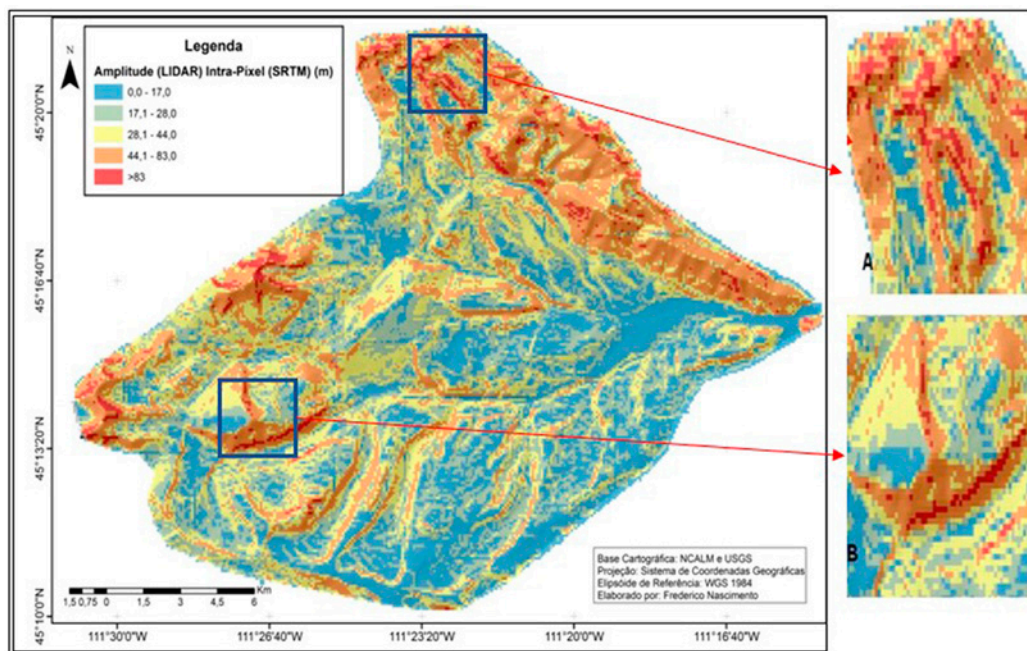 Legenda
Amplitude (LIDAR) Intra-Pixel (SRTM) (m)
0,0 - 17,0
17,1 - 28,0
28,1 - 44,0
44,1 - 83,0
>83
N
45°20'0"N
45°16'40"N
45°13'20"N
45°10'0"N
A
B
Base Cartográfica: NCALM e USGS
Projeção: Sistema de Coordenadas Geográficas
Elipsóide de Referência: WGS 1984
Elaborado por: Frederico Nascimento
Km
1,5 0,75 0 1,5 3 4,5 6
111°30'0"W 111°26'40"W 111°23'20"W 111°20'0"W 111°16'40"W